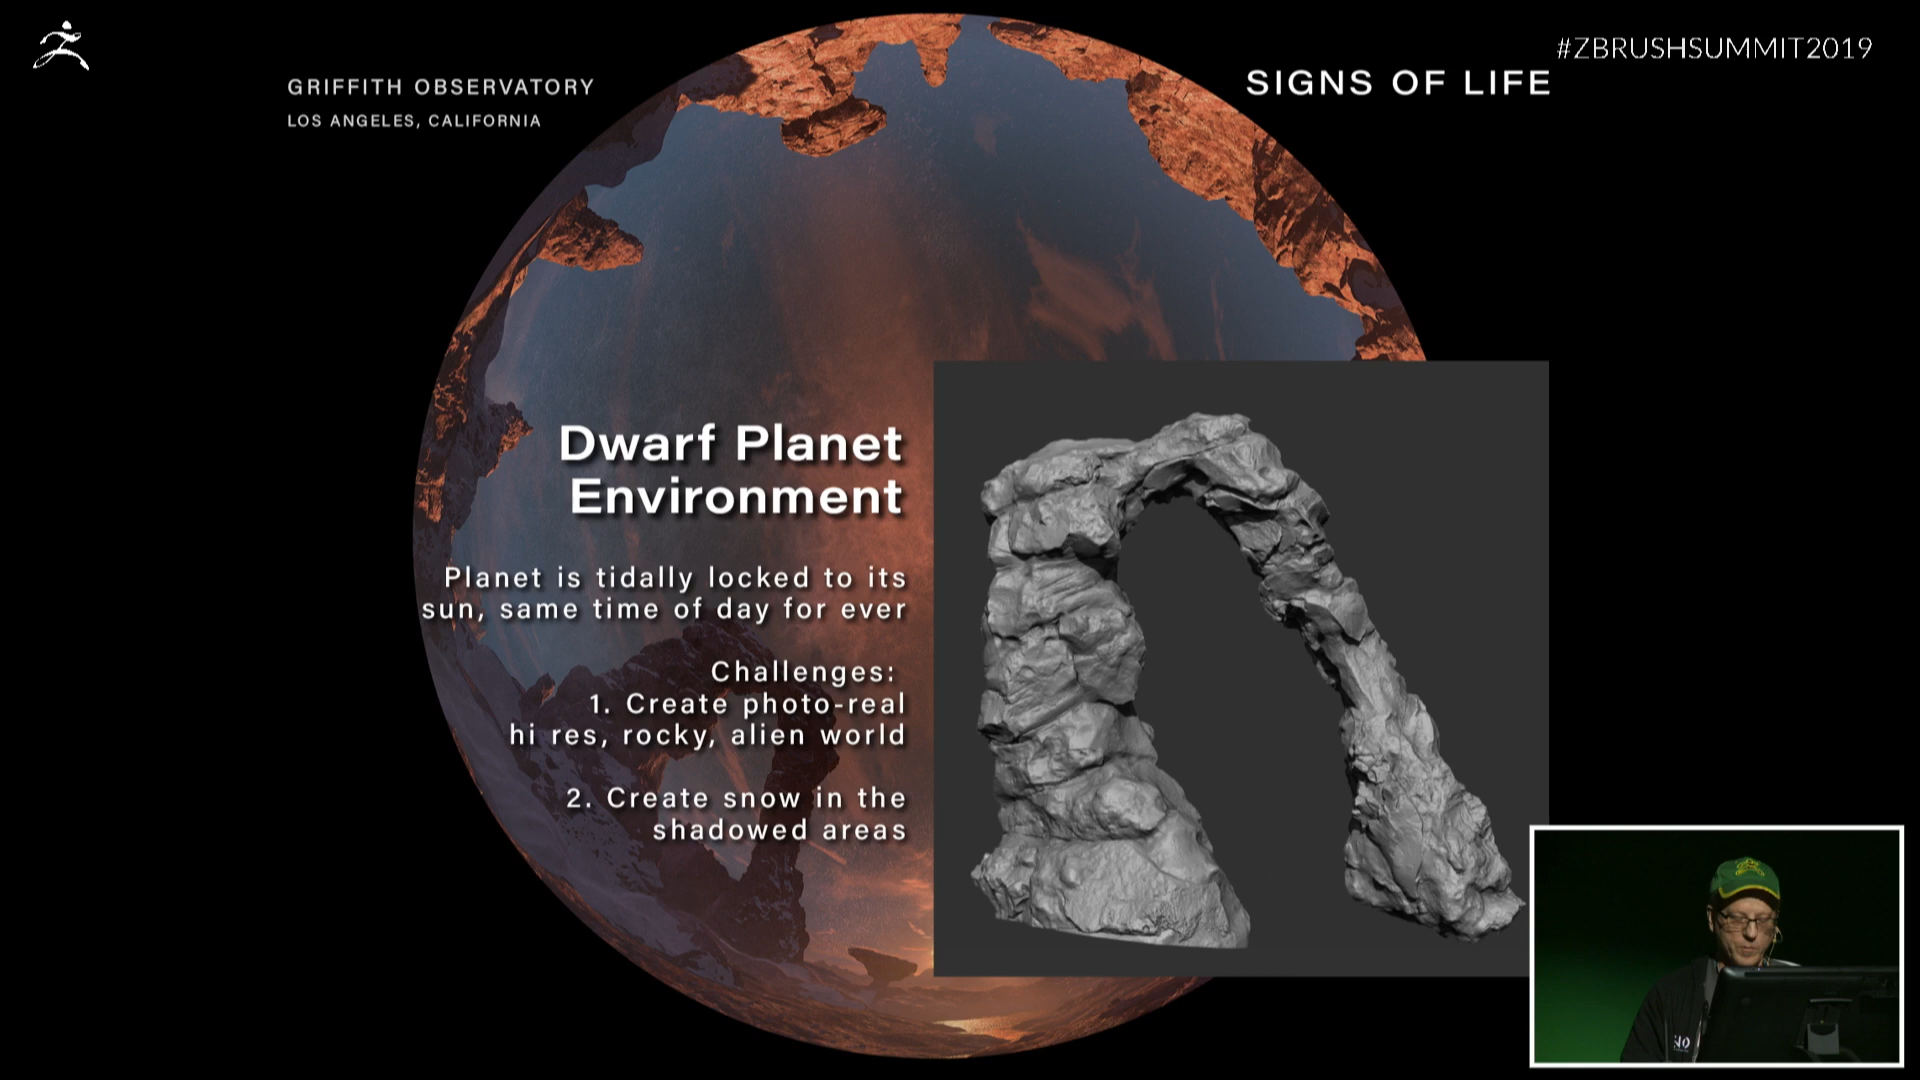 #ZBRUSHSUMMIT2019
GRIFFITH OBSERVATORY
LOS ANGELES, CALIFORNIA
SIGNS OF LIFE
Dwarf Planet
Environment
Planet is tidally locked to its
sun, same time of day for ever
Challenges:
1. Create photo-real
hi res, rocky, alien world
2. Create snow in the
shadowed areas